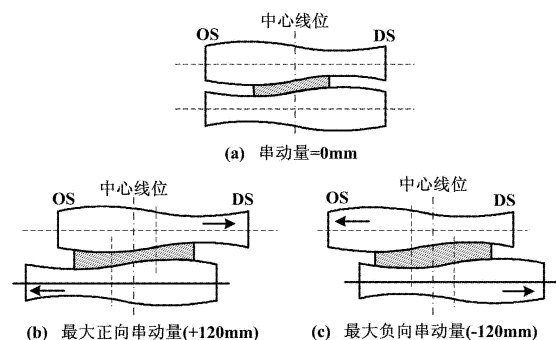 中心线位
OS DS
(a) 串动量=0mm
中心线位 中心线位
OS DS OS DS
(b) 最大正向串动量(+120mm) (c) 最大负向串动量(-120mm)